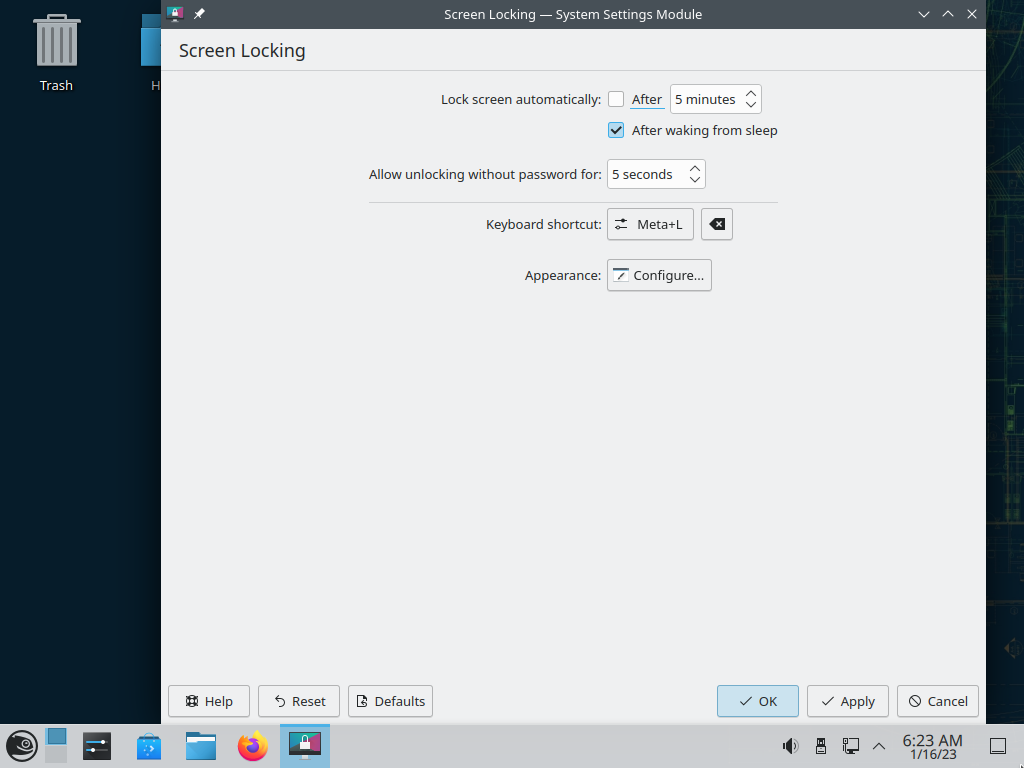 Screen Locking — System Settings Module
Trash
H
Screen Locking
Lock screen automatically: After 5 minutes
After waking from sleep
Allow unlocking without password for: 5 seconds
Keyboard shortcut: Meta+L
Appearance: Configure...
Help Reset Defaults OK Apply Cancel
6:23 AM
1/16/23